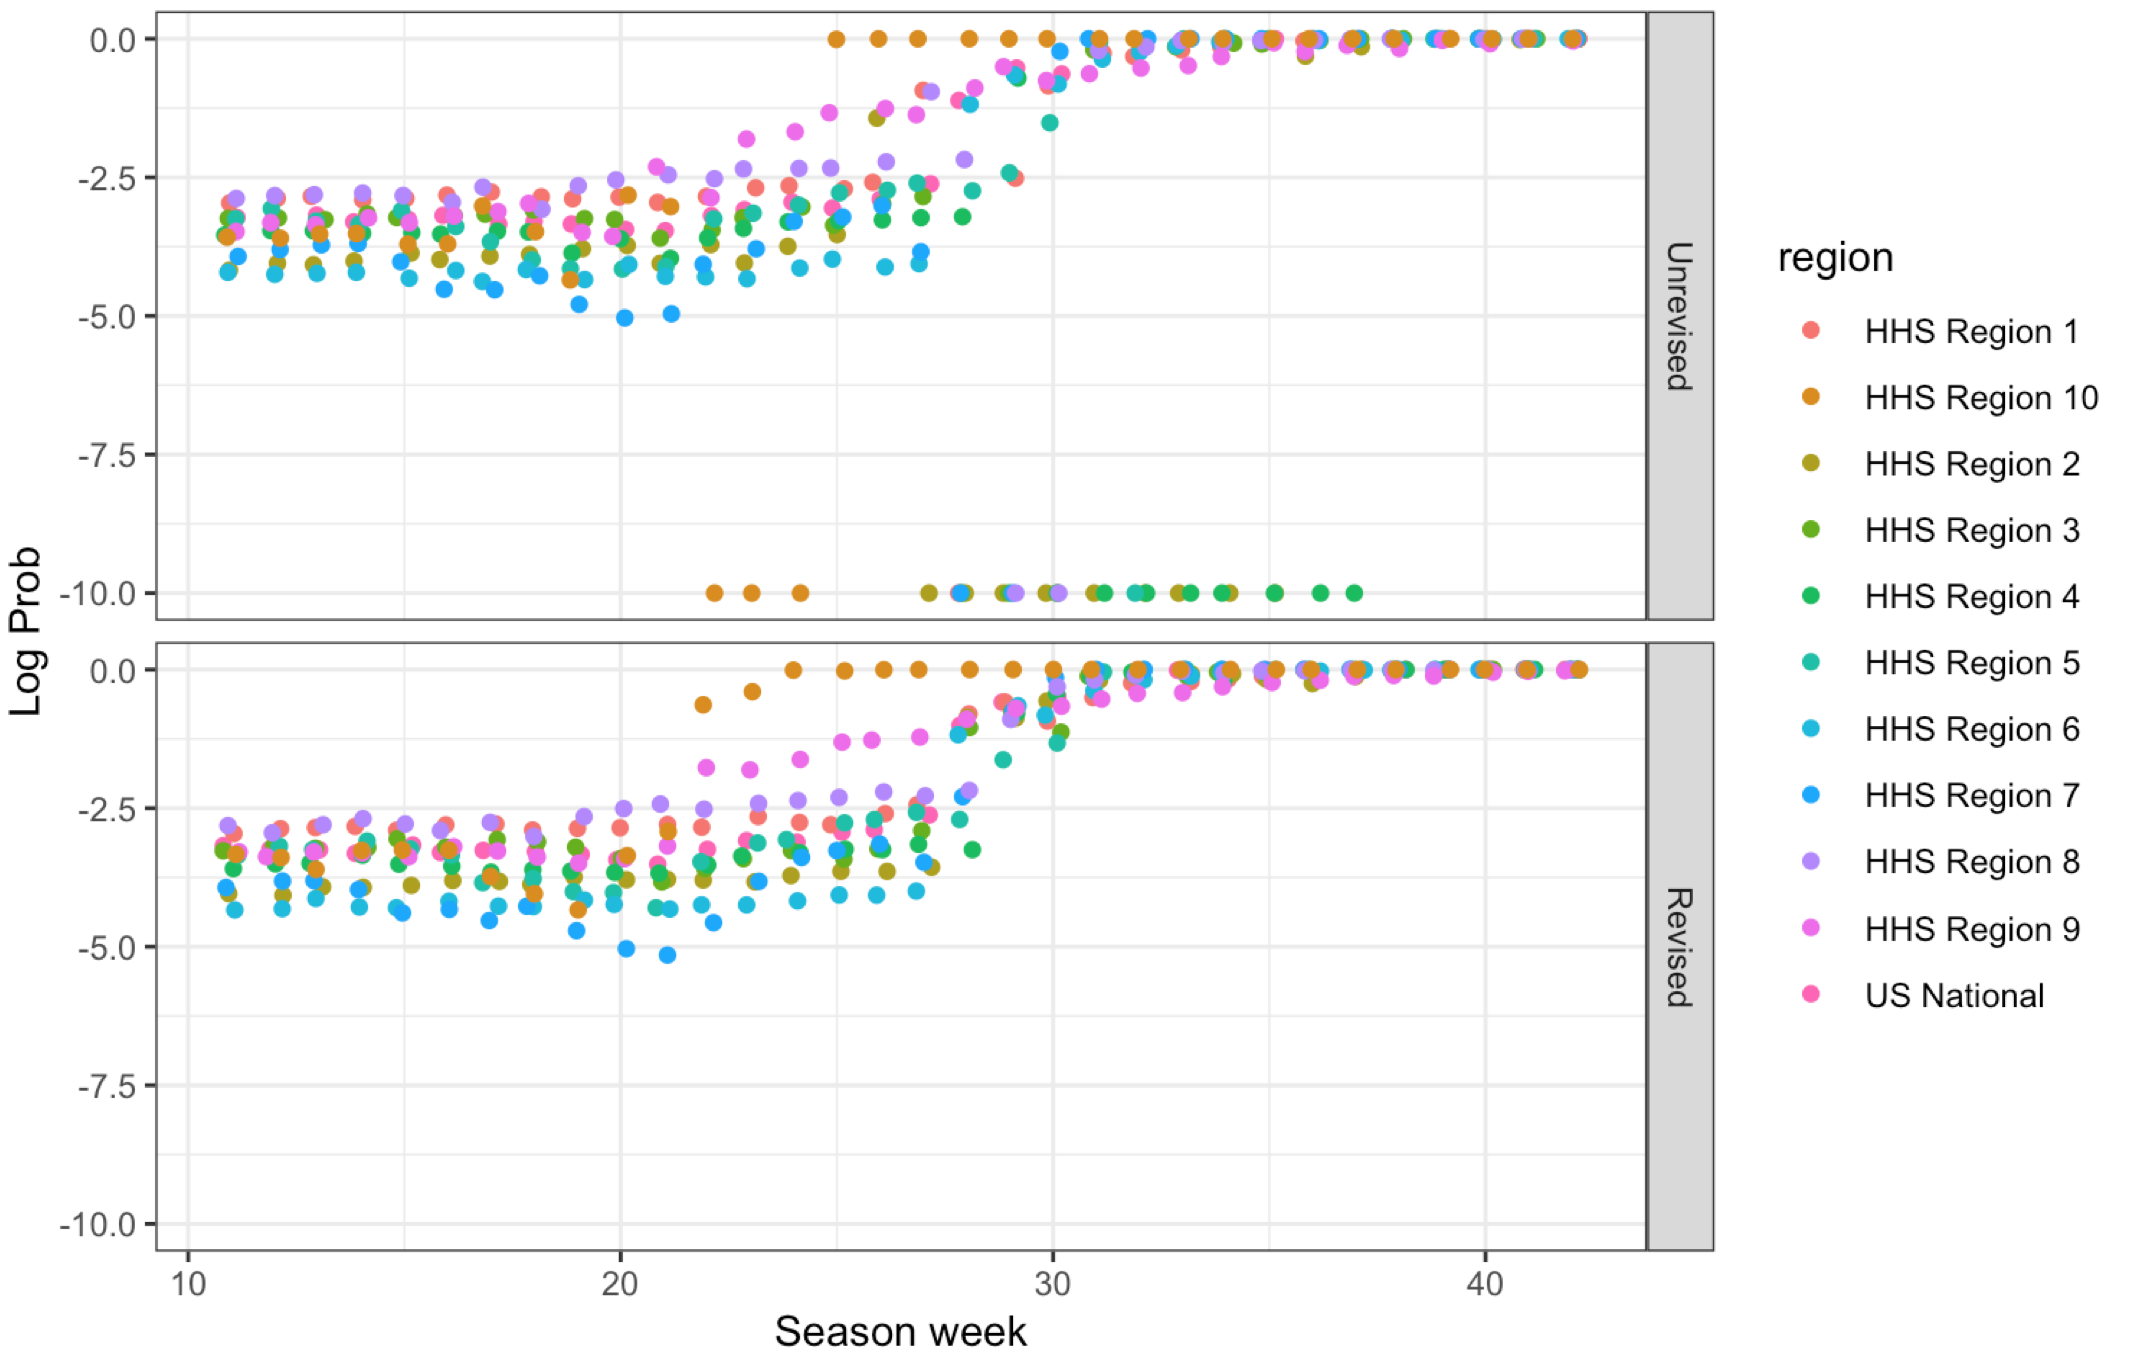 Log Prob
0.0
-2.5
-5.0
-7.5
-10.0
Unrevised
0.0
-2.5
-5.0
-7.5
-10.0
Revised
10 20 30 40
Season week
region
HHS Region 1
HHS Region 10
HHS Region 2
HHS Region 3
HHS Region 4
HHS Region 5
HHS Region 6
HHS Region 7
HHS Region 8
HHS Region 9
US National